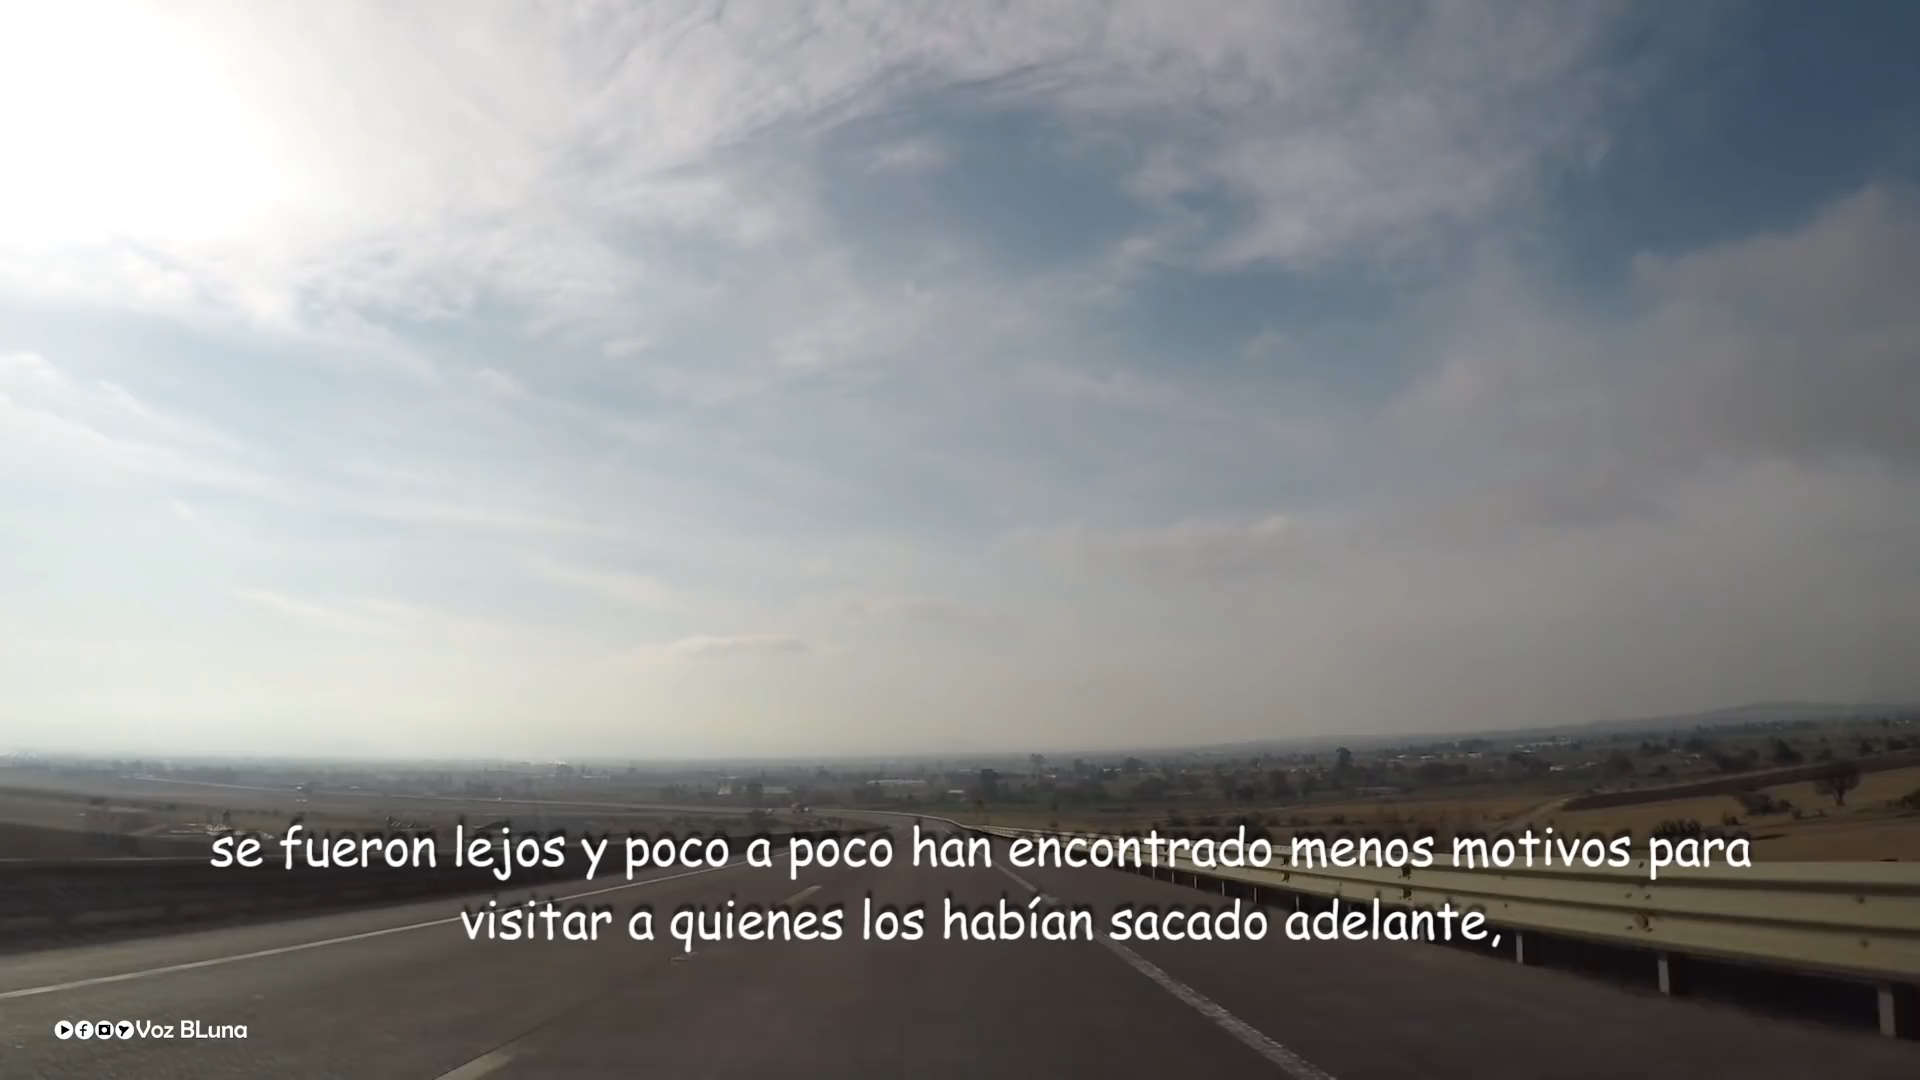 se fueron lejos y poco a poco han encontrado menos motivos para
visitar a quienes los habían sacado adelante,
Voz BLuna